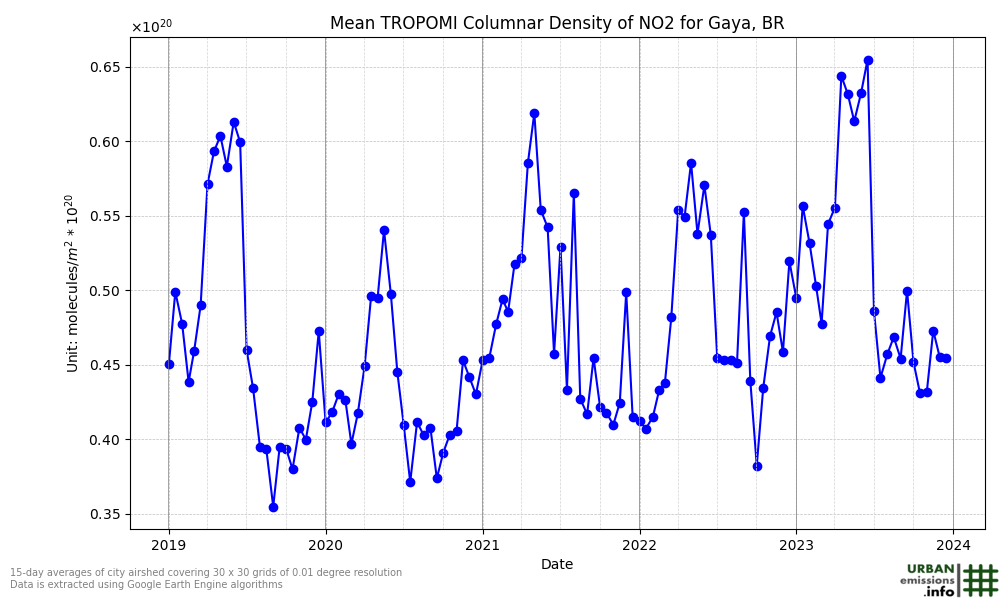 Mean TROPOMI Columnar Density of NO2 for Gaya, BR
×10²⁰
0.65
0.60
0.55
0.50
0.45
0.40
0.35
Unit: molecules/m² * 10²⁰
2019
2020
2021
2022
2023
2024
Date
15-day averages of city airshed covering 30 x 30 grids of 0.01 degree resolution
Data is extracted using Google Earth Engine algorithms
URBAN
emissions
.info